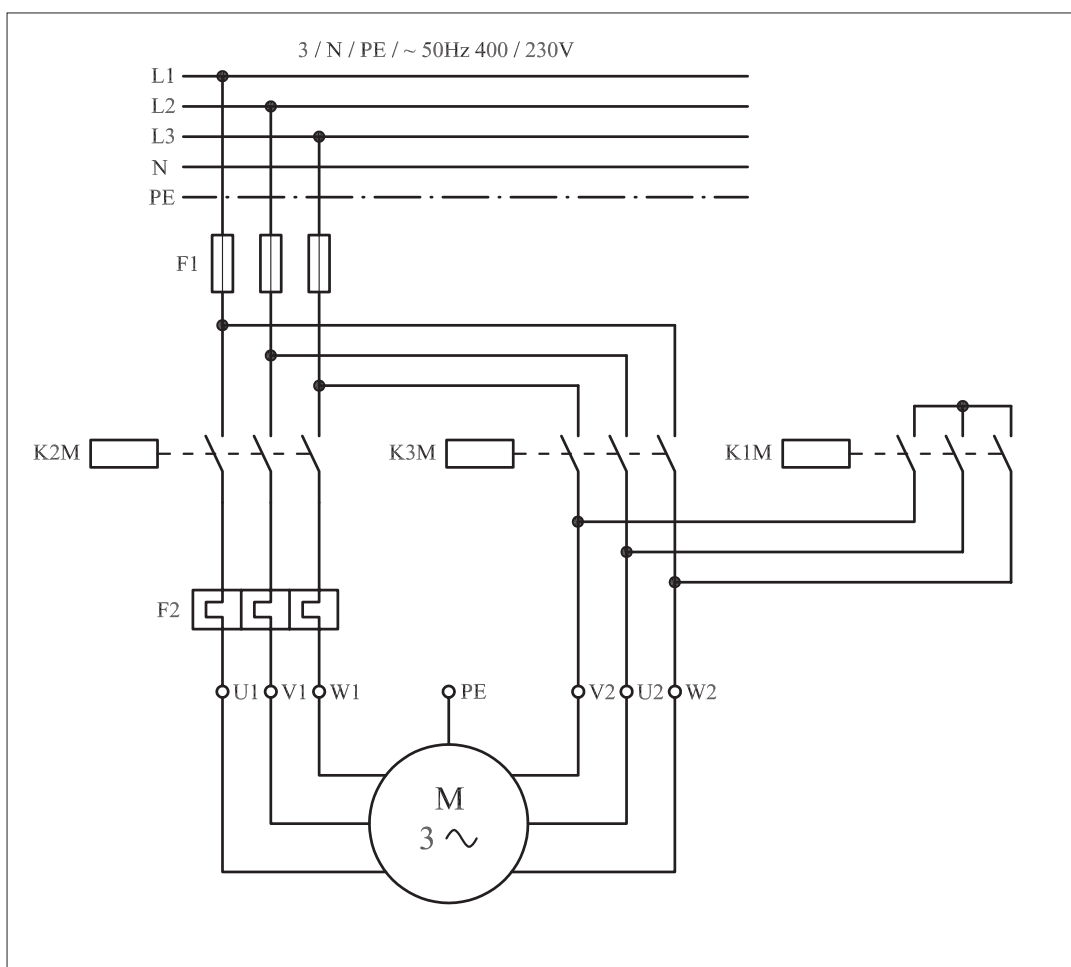 3 / N / PE / ~ 50Hz 400 / 230V
L1
L2
L3
N
PE
F1
K2M
K3M
K1M
F2
U1 V1 W1 PE V2 U2 W2
M
3 ~